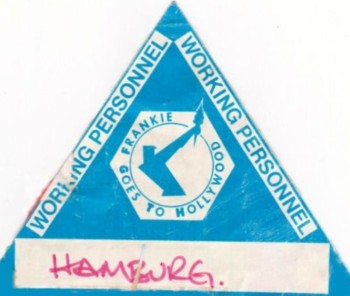 WORKING PERSONNEL
WORKING PERSONNEL
FRANKIE
GOES TO HOLLYWOOD
HAMBURG.